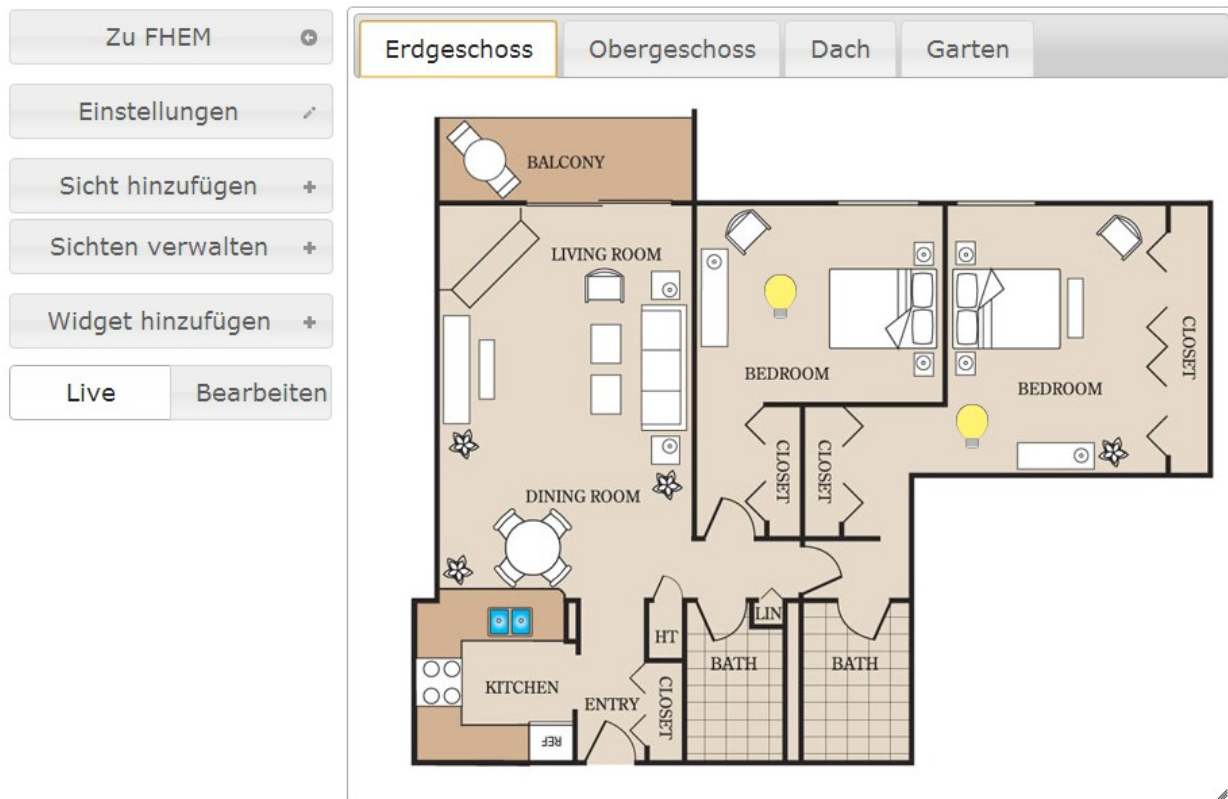 Zu FHEM
Einstellungen
Sicht hinzufügen
Sichten verwalten
Widget hinzufügen
Live Bearbeiten
Erdgeschoss Obergeschoss Dach Garten
BALCONY
LIVING ROOM
BEDROOM
BEDROOM
CLOSET
CLOSET
CLOSET
DINING ROOM
LIN
HT
BATH
BATH
KITCHEN
ENTRY
CLOSET
REF